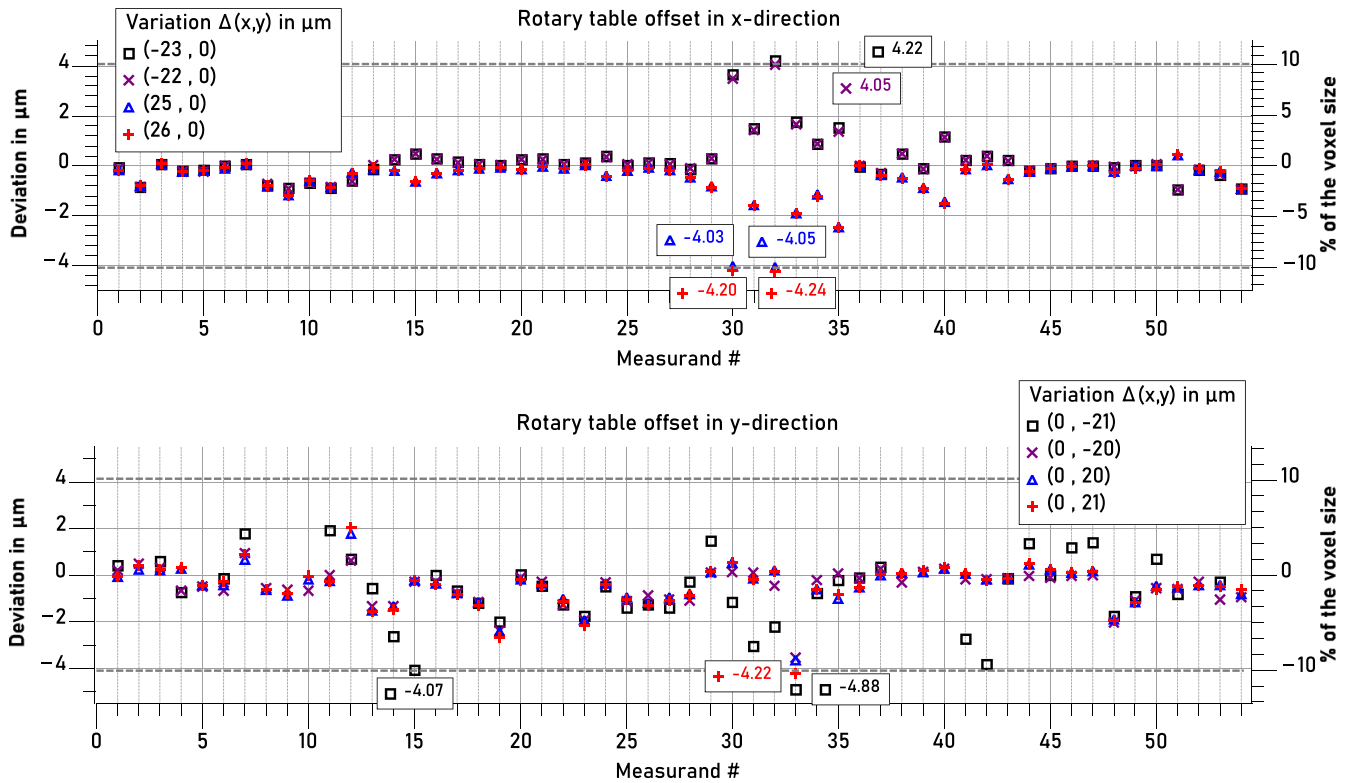 Rotary table offset in x-direction
Variation Δ(x,y) in µm
(-23 , 0)
(-22 , 0)
(25 , 0)
(26 , 0)
4.22
4.05
-4.03
-4.05
-4.20
-4.24
Deviation in µm
4
2
0
−2
−4
% of the voxel size
10
5
0
−5
−10
0 5 10 15 20 25 30 35 40 45 50
Measurand #
Rotary table offset in y-direction
Variation Δ(x,y) in µm
(0 , -21)
(0 , -20)
(0 , 20)
(0 , 21)
-4.22
-4.07
-4.88
Deviation in µm
4
2
0
−2
−4
% of the voxel size
10
0
−10
0 5 10 15 20 25 30 35 40 45 50
Measurand #